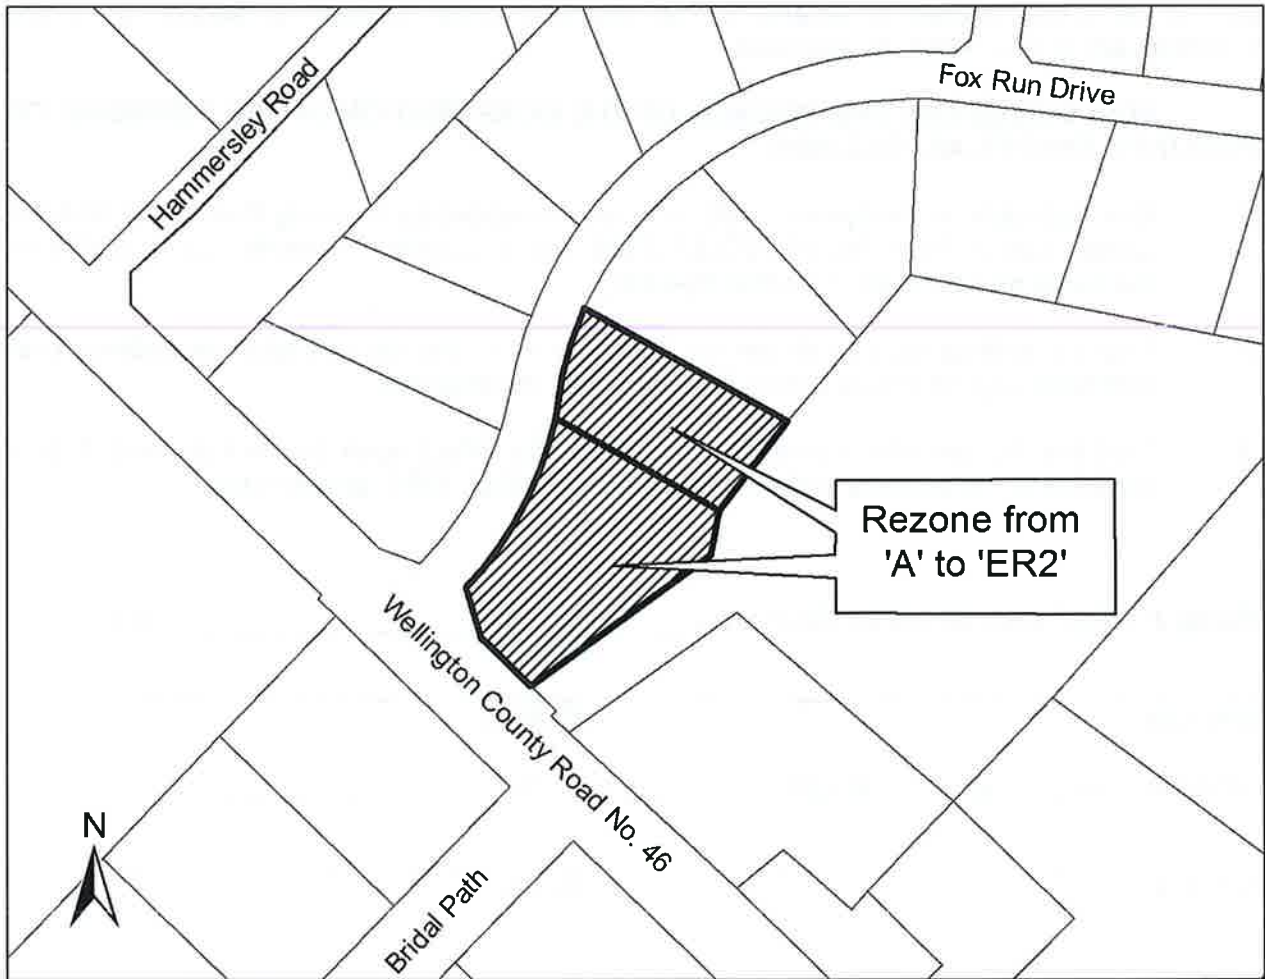 Fox Run Drive
Hammersley Road
Rezone from
'A' to 'ER2'
Wellington County Road No. 46
N
Bridal Path